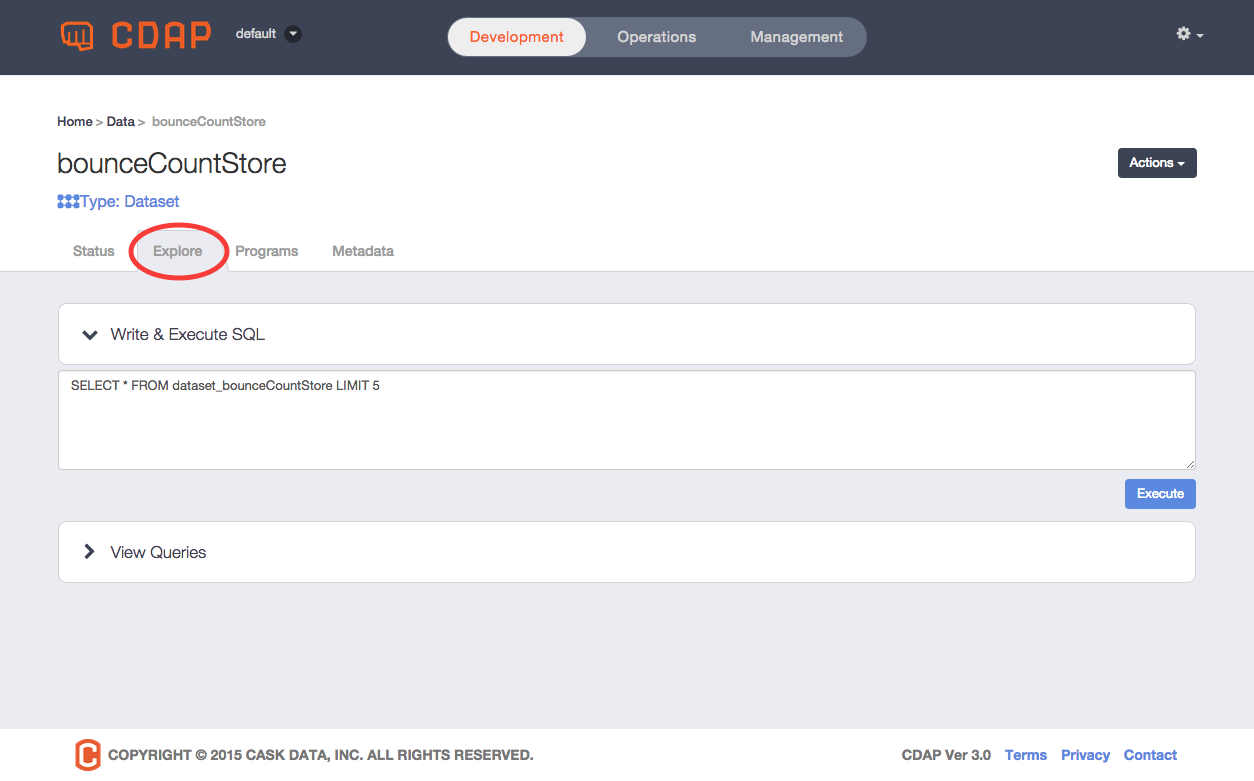 CDAP default Development Operations Management
Home > Data > bounceCountStore
bounceCountStore
Actions
Type: Dataset
Status Explore Programs Metadata
Write & Execute SQL
SELECT * FROM dataset_bounceCountStore LIMIT 5
Execute
View Queries
COPYRIGHT © 2015 CASK DATA, INC. ALL RIGHTS RESERVED. CDAP Ver 3.0 Terms Privacy Contact